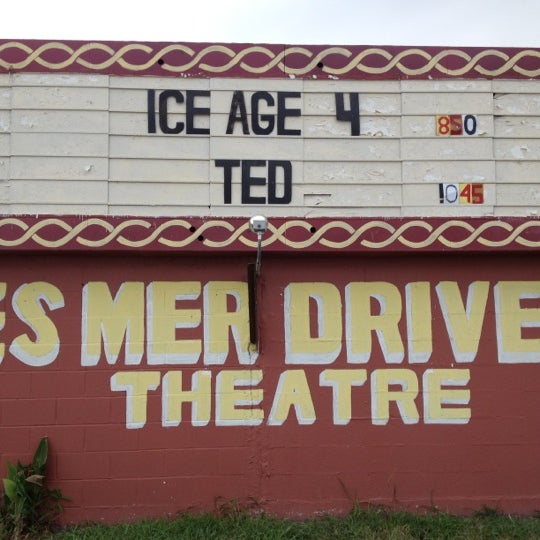 ICE AGE 4 850
TED 1045
ES MER DRIVE
THEATRE